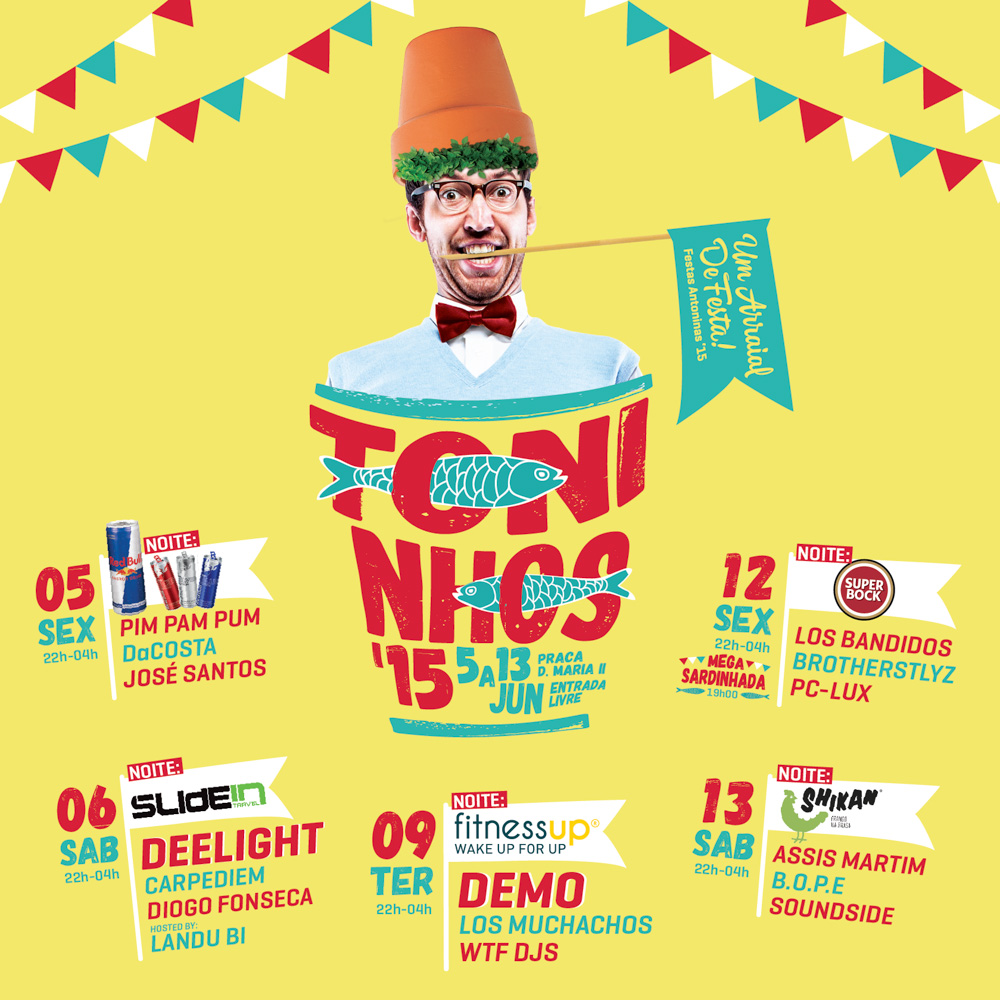 Um Arraial
De Festa!
Festas Antoninas '15
TONI
NHOS
'15
5 A 13
JUN
PRACA
D. MARIA II
ENTRADA
LIVRE
05
SEX
22h-04h
NOITE:
Red Bull
PIM PAM PUM
DaCOSTA
JOSÉ SANTOS
12
SEX
22h-04h
MEGA
SARDINHADA
19h00
NOITE:
SUPER
BOCK
LOS BANDIDOS
BROTHERSTLYZ
PC-LUX
06
SAB
22h-04h
NOITE:
SLIDEIN
TRAVEL
DEELIGHT
CARPEDIEM
DIOGO FONSECA
HOSTED BY:
LANDU BI
09
TER
22h-04h
NOITE:
fitnessup®
WAKE UP FOR UP
DEMO
LOS MUCHACHOS
WTF DJS
13
SAB
22h-04h
NOITE:
SHIKAN®
FRANGO
NA BRASA
ASSIS MARTIM
B.O.P.E
SOUNDSIDE